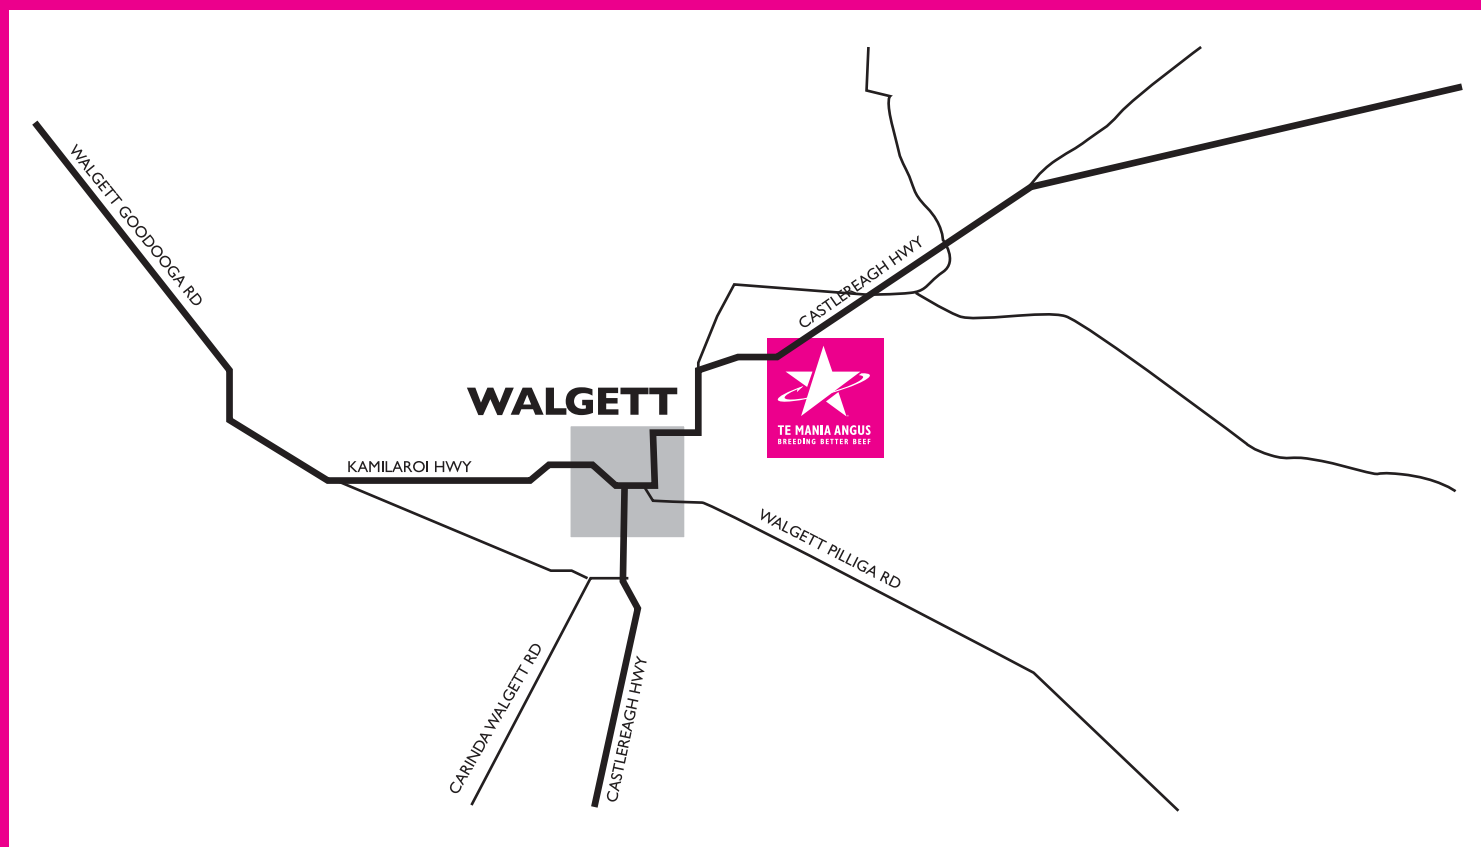 WALGETT GOODOOGA RD
CASTLEREAGH HWY
WALGETT
TE MANIA ANGUS
BREEDING BETTER BEEF
KAMILAROI HWY
WALGETT PILLIGA RD
CARINDA WALGETT RD
CASTLEREAGH HWY